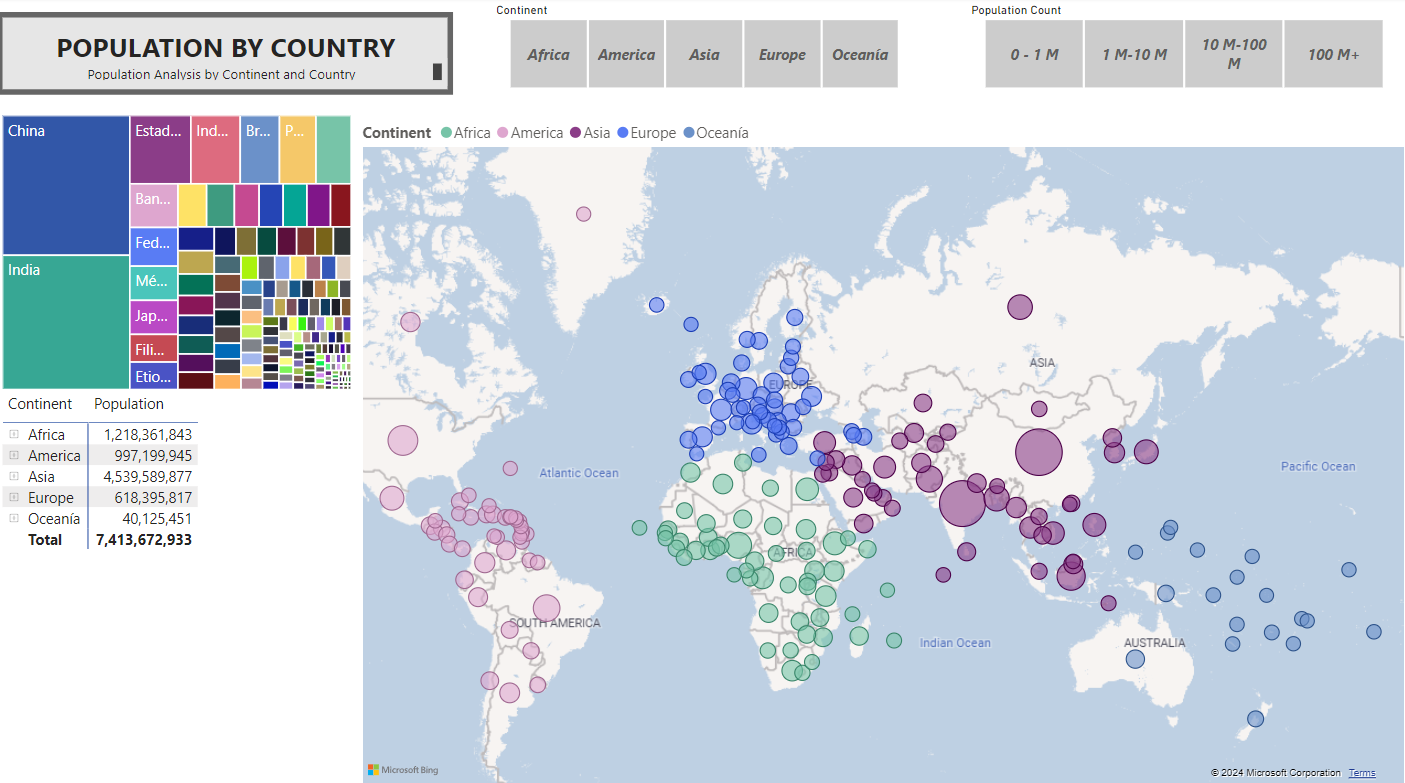 POPULATION BY COUNTRY
Population Analysis by Continent and Country
Continent
Africa
America
Asia
Europe
Oceanía
Population Count
0 - 1 M
1 M-10 M
10 M-100
M
100 M+
China
Estad...
Ind...
Br...
P...
Ban...
Fed...
India
Mé...
Jap...
Fili...
Etio...
Continent Population
Africa 1,218,361,843
America 997,199,945
Asia 4,539,589,877
Europe 618,395,817
Oceanía 40,125,451
Total 7,413,672,933
Continent Africa America Asia Europe Oceanía
ASIA
EUROPE
Atlantic Ocean
Pacific Ocean
AFRICA
SOUTH AMERICA
Indian Ocean
AUSTRALIA
Microsoft Bing
© 2024 Microsoft Corporation Terms